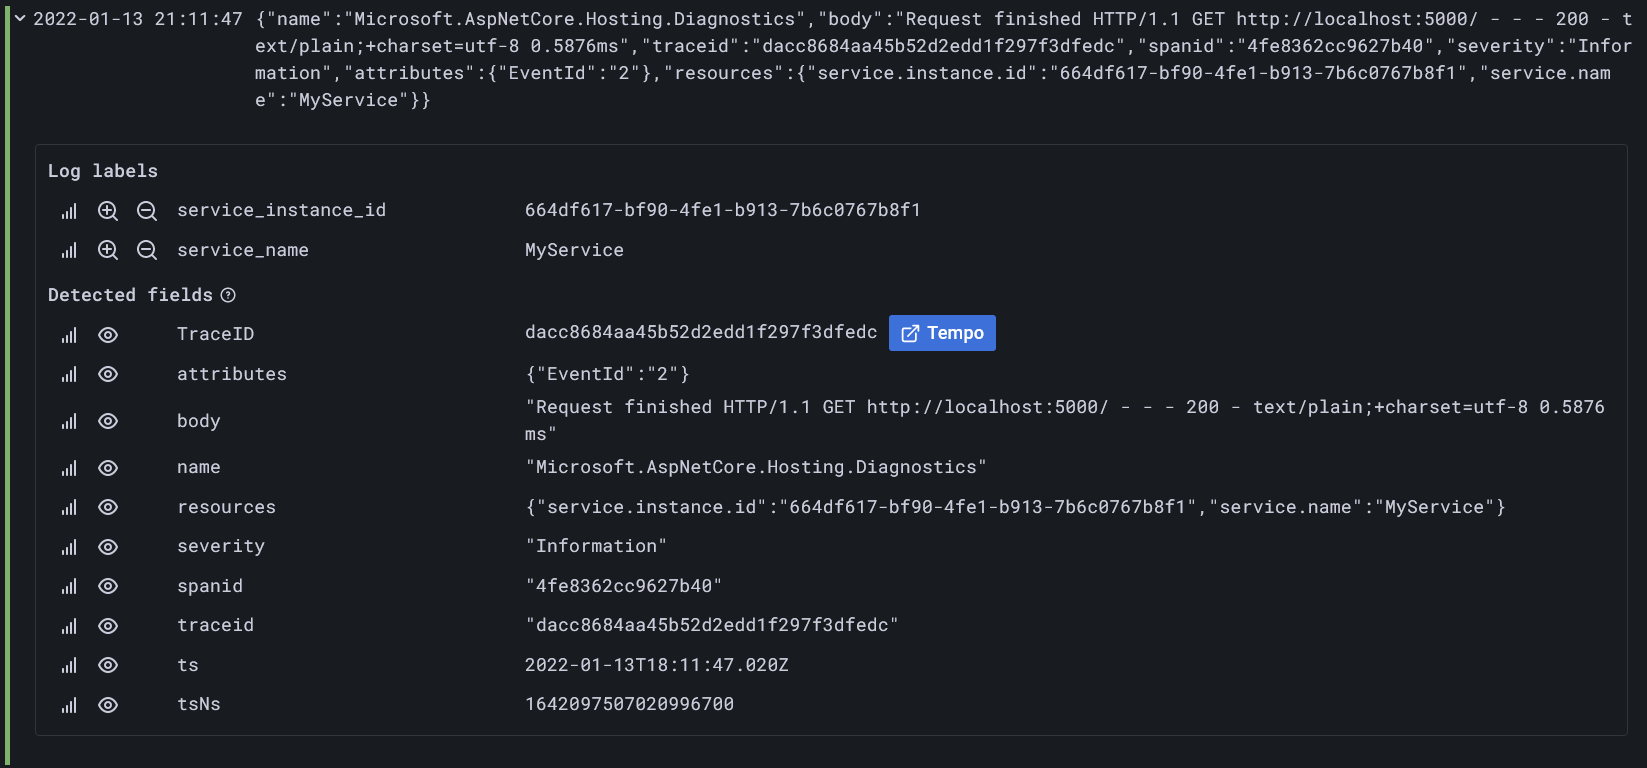 2022-01-13 21:11:47 {"name":"Microsoft.AspNetCore.Hosting.Diagnostics","body":"Request finished HTTP/1.1 GET http://localhost:5000/ - - - 200 - t
ext/plain;+charset=utf-8 0.5876ms","traceid":"dacc8684aa45b52d2edd1f297f3dfedc","spanid":"4fe8362cc9627b40","severity":"Infor
mation","attributes":{"EventId":"2"},"resources":{"service.instance.id":"664df617-bf90-4fe1-b913-7b6c0767b8f1","service.nam
e":"MyService"}}
Log labels
service_instance_id 664df617-bf90-4fe1-b913-7b6c0767b8f1
service_name MyService
Detected fields
TraceID dacc8684aa45b52d2edd1f297f3dfedc Tempo
attributes {"EventId":"2"}
body "Request finished HTTP/1.1 GET http://localhost:5000/ - - - 200 - text/plain;+charset=utf-8 0.5876
ms"
name "Microsoft.AspNetCore.Hosting.Diagnostics"
resources {"service.instance.id":"664df617-bf90-4fe1-b913-7b6c0767b8f1","service.name":"MyService"}
severity "Information"
spanid "4fe8362cc9627b40"
traceid "dacc8684aa45b52d2edd1f297f3dfedc"
ts 2022-01-13T18:11:47.020Z
tsNs 1642097507020996700